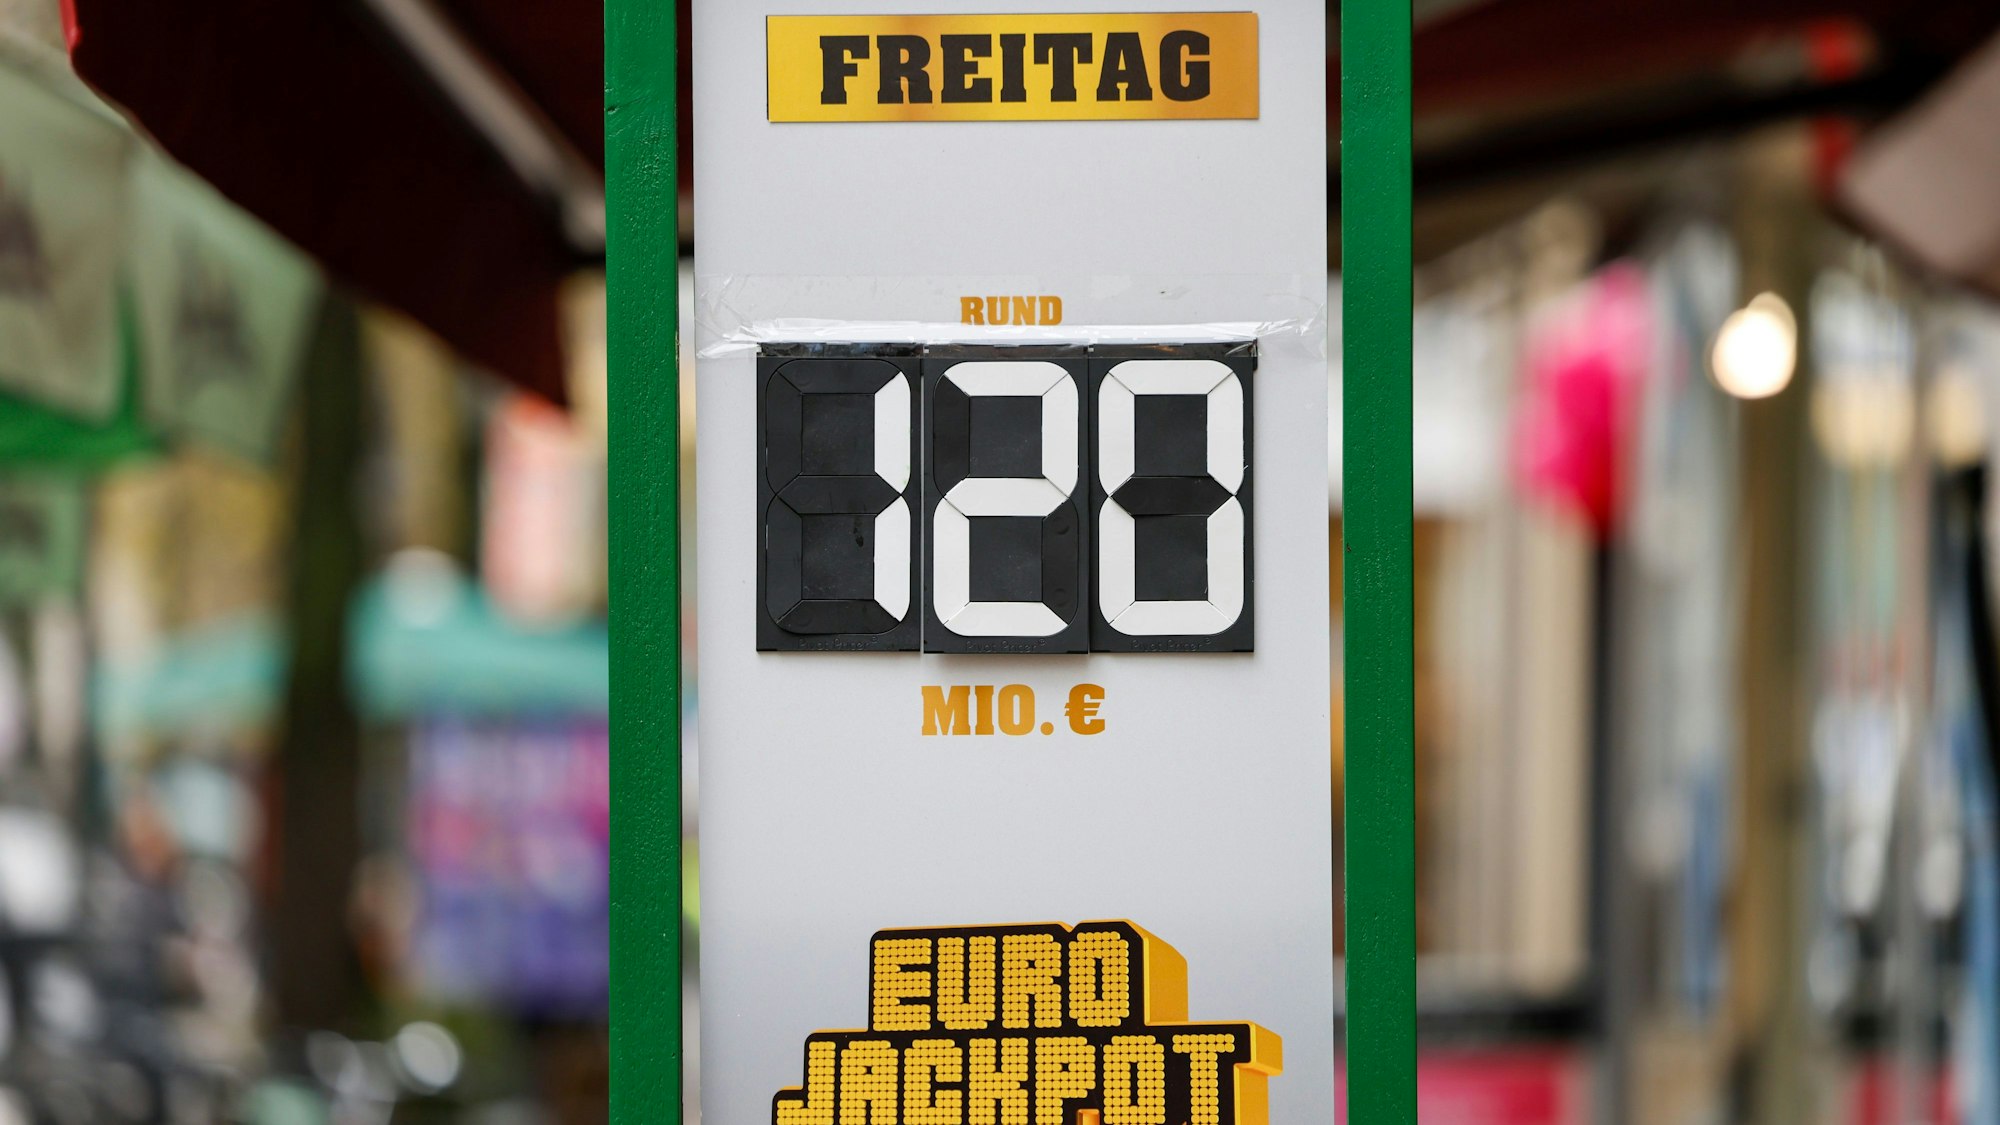 FREITAG
RUND
120
MIO. €
EURO
JACKPOT